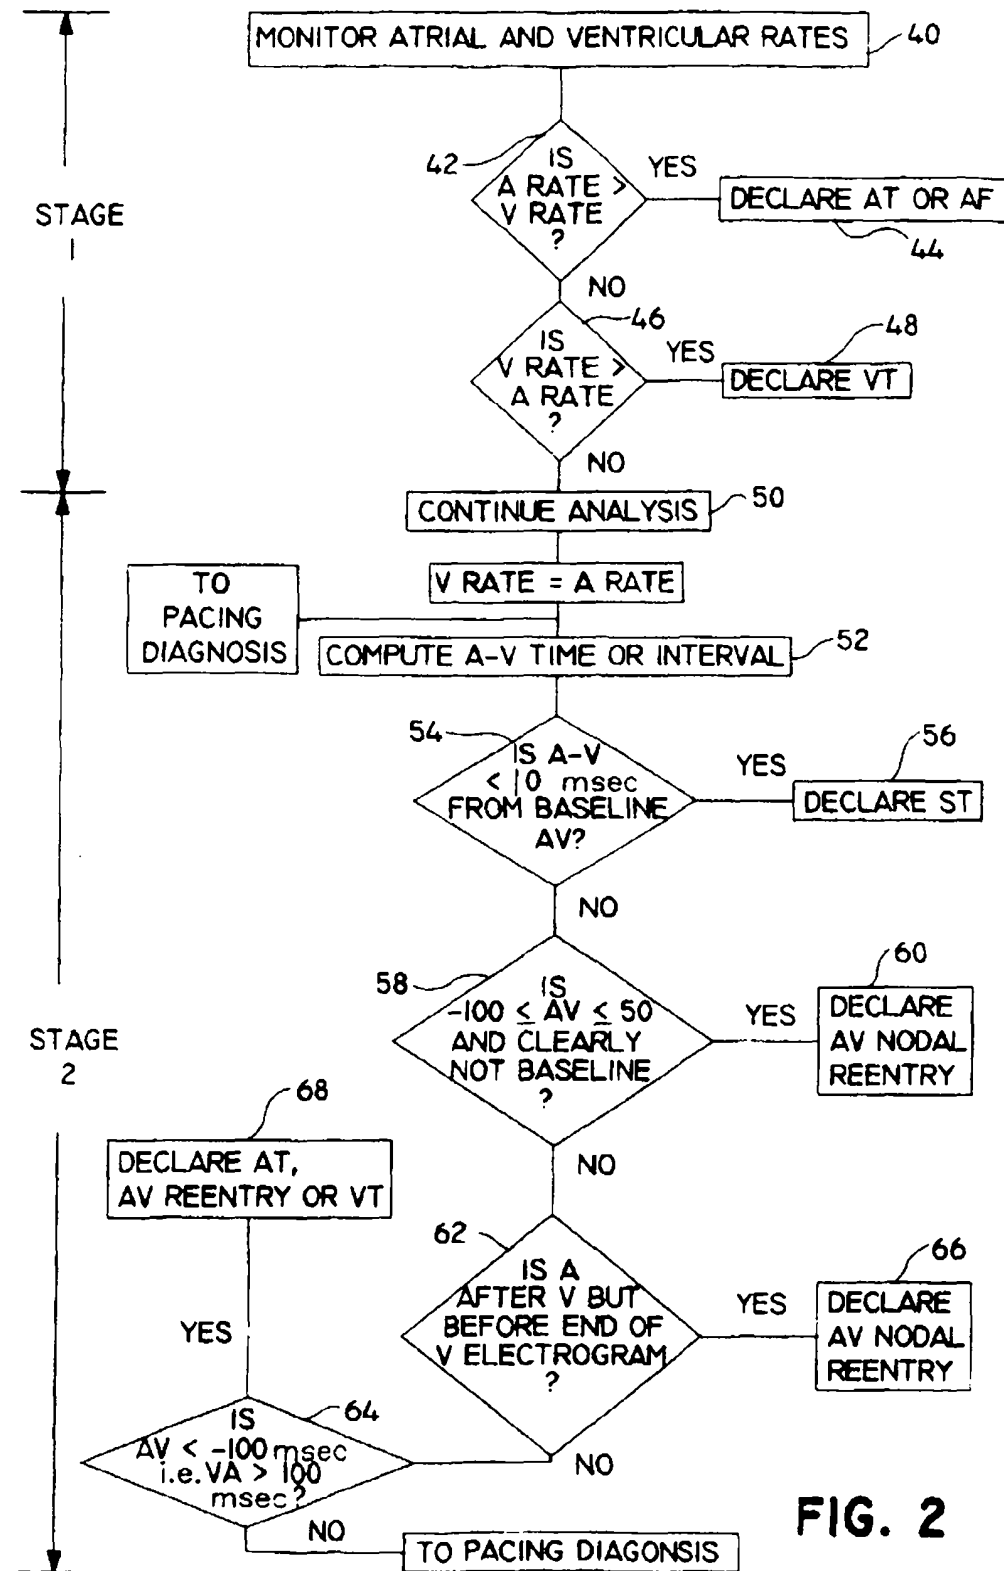 MONITOR ATRIAL AND VENTRICULAR RATES
40
STAGE
1
42
IS
A RATE >
V RATE
?
YES
DECLARE AT OR AF
44
NO
46
IS
V RATE >
A RATE
?
YES
48
DECLARE VT
NO
CONTINUE ANALYSIS
50
V RATE = A RATE
TO
PACING
DIAGNOSIS
COMPUTE A-V TIME OR INTERVAL
52
54
IS A-V
< 10 msec
FROM BASELINE
AV?
YES
56
DECLARE ST
NO
STAGE
2
58
IS
-100 ≤ AV ≤ 50
AND CLEARLY
NOT BASELINE
?
YES
60
DECLARE
AV NODAL
REENTRY
NO
68
DECLARE AT,
AV REENTRY OR VT
62
IS A
AFTER V BUT
BEFORE END OF
V ELECTROGRAM
?
YES
66
DECLARE
AV NODAL
REENTRY
NO
YES
64
IS
AV < -100 msec
i.e. VA > 100
msec?
NO
TO PACING DIAGONSIS
FIG. 2